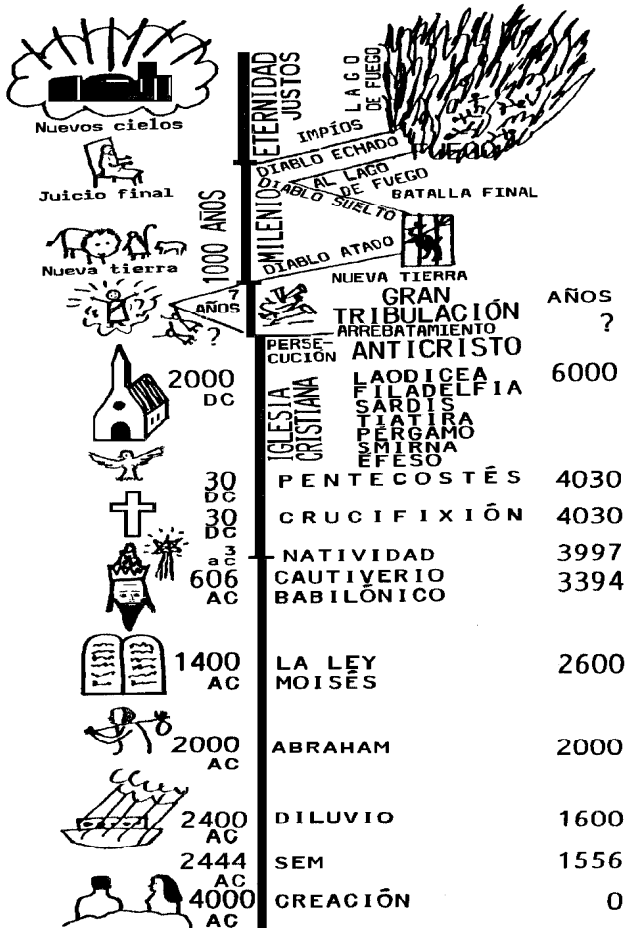 ETERNIDAD
JUSTOS
LAGO
DE FUEGO,
Nuevos cielos
IMPÍOS
DIABLO ECHADO
FUEGO
AL LAGO
DE FUEGO
Juicio final
DIABLO SUELTO
BATALLA FINAL
1000 AÑOS
MILENIO
Nueva tierra
DIABLO ATADO
NUEVA TIERRA
7
AÑOS
?
GRAN
TRIBULACIÓN
AÑOS
?
ARREBATAMIENTO
PERSE-
CUCIÓN
ANTICRISTO
2000
DC
IGLESIA
CRISTIANA
LAODICEA
6000
FILADELFIA
SARDIS
TIATIRA
PÉRGAMO
SMIRNA
EFESO
30
DC
PENTECOSTÉS
4030
30
DC
CRUCIFIXIÓN
4030
3
ac
NATIVIDAD
3997
606
AC
CAUTIVERIO
BABILÓNICO
3394
1400
AC
LA LEY
MOISÉS
2600
2000
AC
ABRAHAM
2000
2400
AC
DILUVIO
1600
2444
AC
SEM
1556
4000
AC
CREACIÓN
0